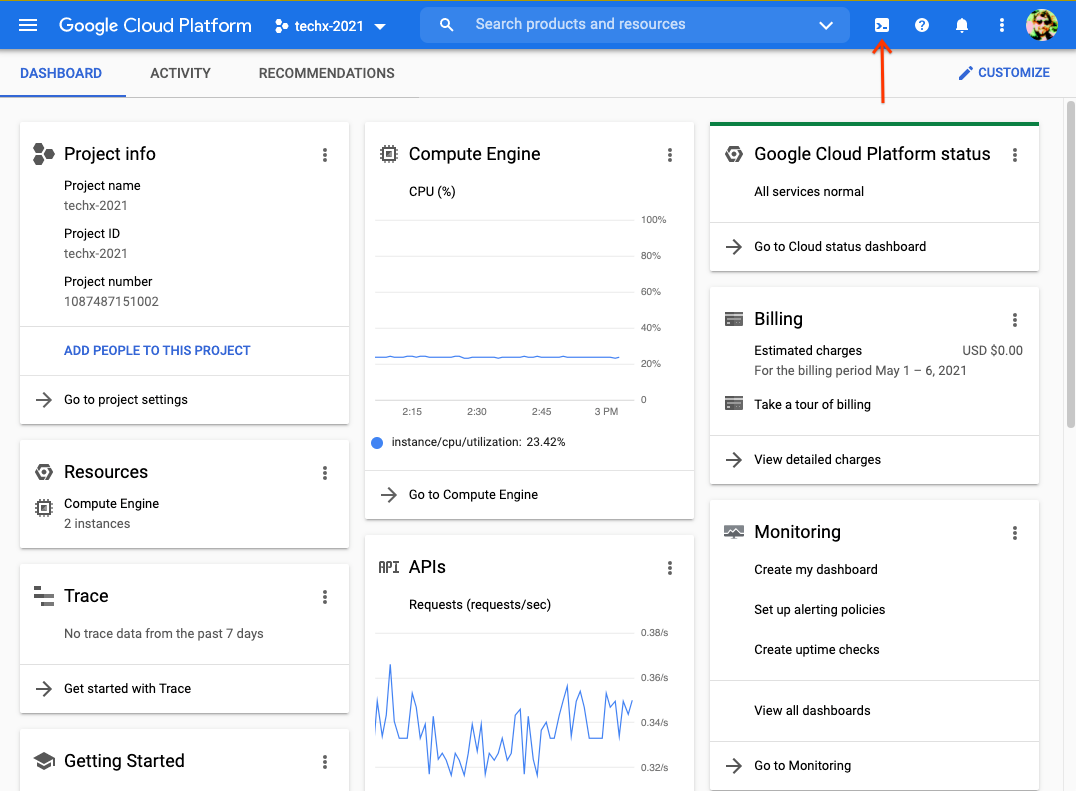 Google Cloud Platform
techx-2021
Search products and resources
DASHBOARD
ACTIVITY
RECOMMENDATIONS
CUSTOMIZE
Project info
Project name
techx-2021
Project ID
techx-2021
Project number
1087487151002
ADD PEOPLE TO THIS PROJECT
Go to project settings
Resources
Compute Engine
2 instances
Trace
No trace data from the past 7 days
Get started with Trace
Getting Started
Compute Engine
CPU (%)
100%
80%
60%
40%
20%
0
2:15 2:30 2:45 3 PM
instance/cpu/utilization: 23.42%
Go to Compute Engine
API APIs
Requests (requests/sec)
0.38/s
0.36/s
0.34/s
0.32/s
Google Cloud Platform status
All services normal
Go to Cloud status dashboard
Billing
Estimated charges USD $0.00
For the billing period May 1 – 6, 2021
Take a tour of billing
View detailed charges
Monitoring
Create my dashboard
Set up alerting policies
Create uptime checks
View all dashboards
Go to Monitoring